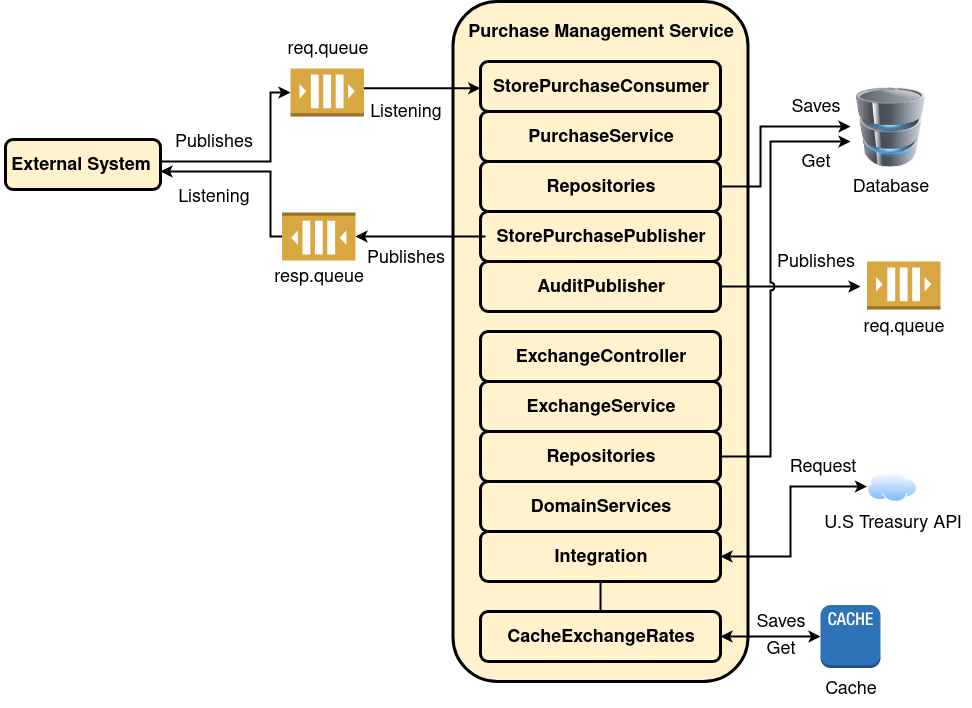 Purchase Management Service
req.queue
StorePurchaseConsumer
Listening
Saves
Publishes
PurchaseService
External System
Get
Listening
Repositories
Database
StorePurchasePublisher
Publishes
resp.queue
Publishes
AuditPublisher
req.queue
ExchangeController
ExchangeService
Repositories
Request
DomainServices
U.S Treasury API
Integration
CacheExchangeRates
Saves
Get
CACHE
Cache